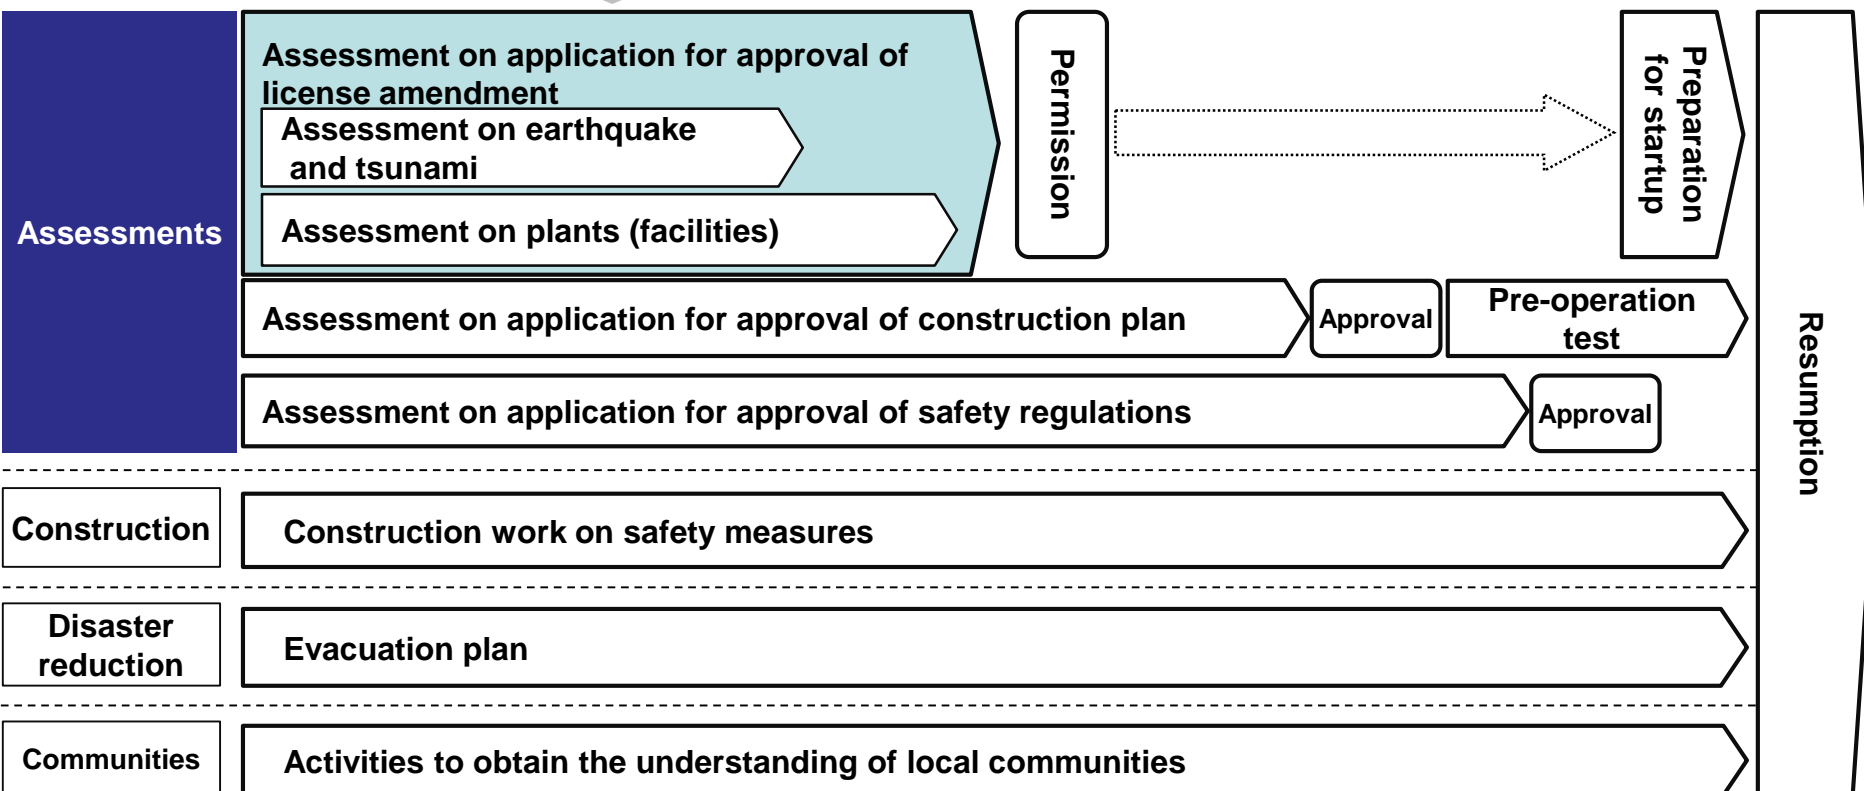 Assessments
Assessment on application for approval of
license amendment
Assessment on earthquake
and tsunami
Assessment on plants (facilities)
Permission
Preparation
for startup
Assessment on application for approval of construction plan
Approval
Pre-operation
test
Assessment on application for approval of safety regulations
Approval
Resumption
Construction
Construction work on safety measures
Disaster
reduction
Evacuation plan
Communities
Activities to obtain the understanding of local communities